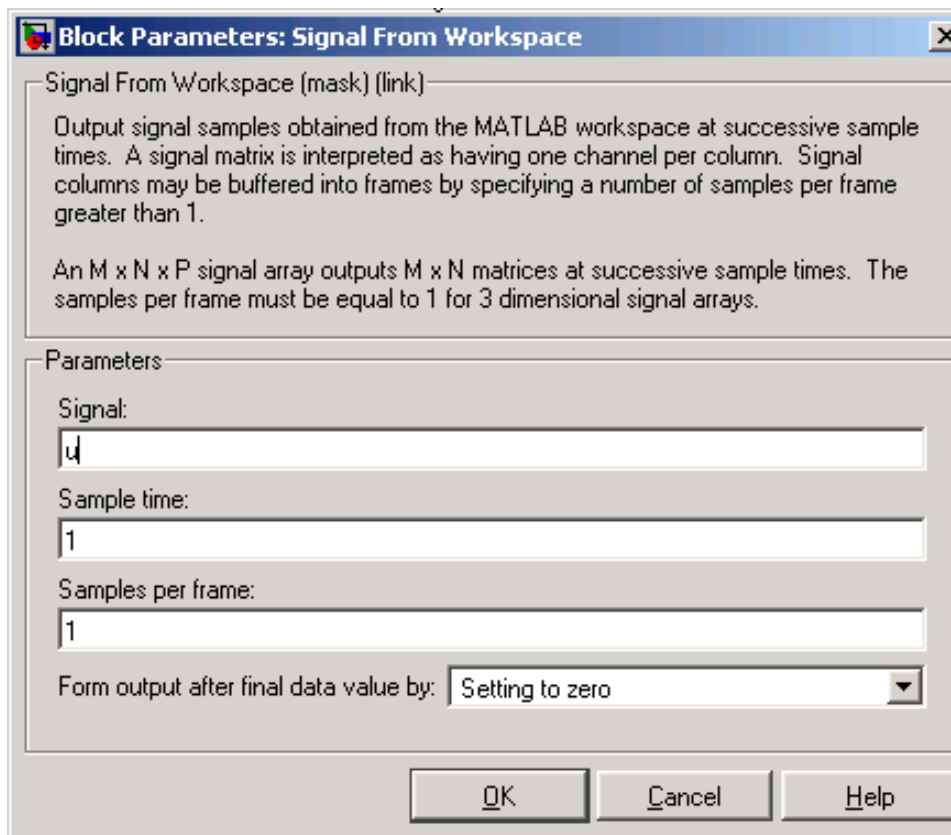 Block Parameters: Signal From Workspace
Signal From Workspace (mask) (link)
Output signal samples obtained from the MATLAB workspace at successive sample
times. A signal matrix is interpreted as having one channel per column. Signal
columns may be buffered into frames by specifying a number of samples per frame
greater than 1.
An M x N x P signal array outputs M x N matrices at successive sample times. The
samples per frame must be equal to 1 for 3 dimensional signal arrays.
Parameters
Signal:
u
Sample time:
1
Samples per frame:
1
Form output after final data value by: Setting to zero
OK Cancel Help